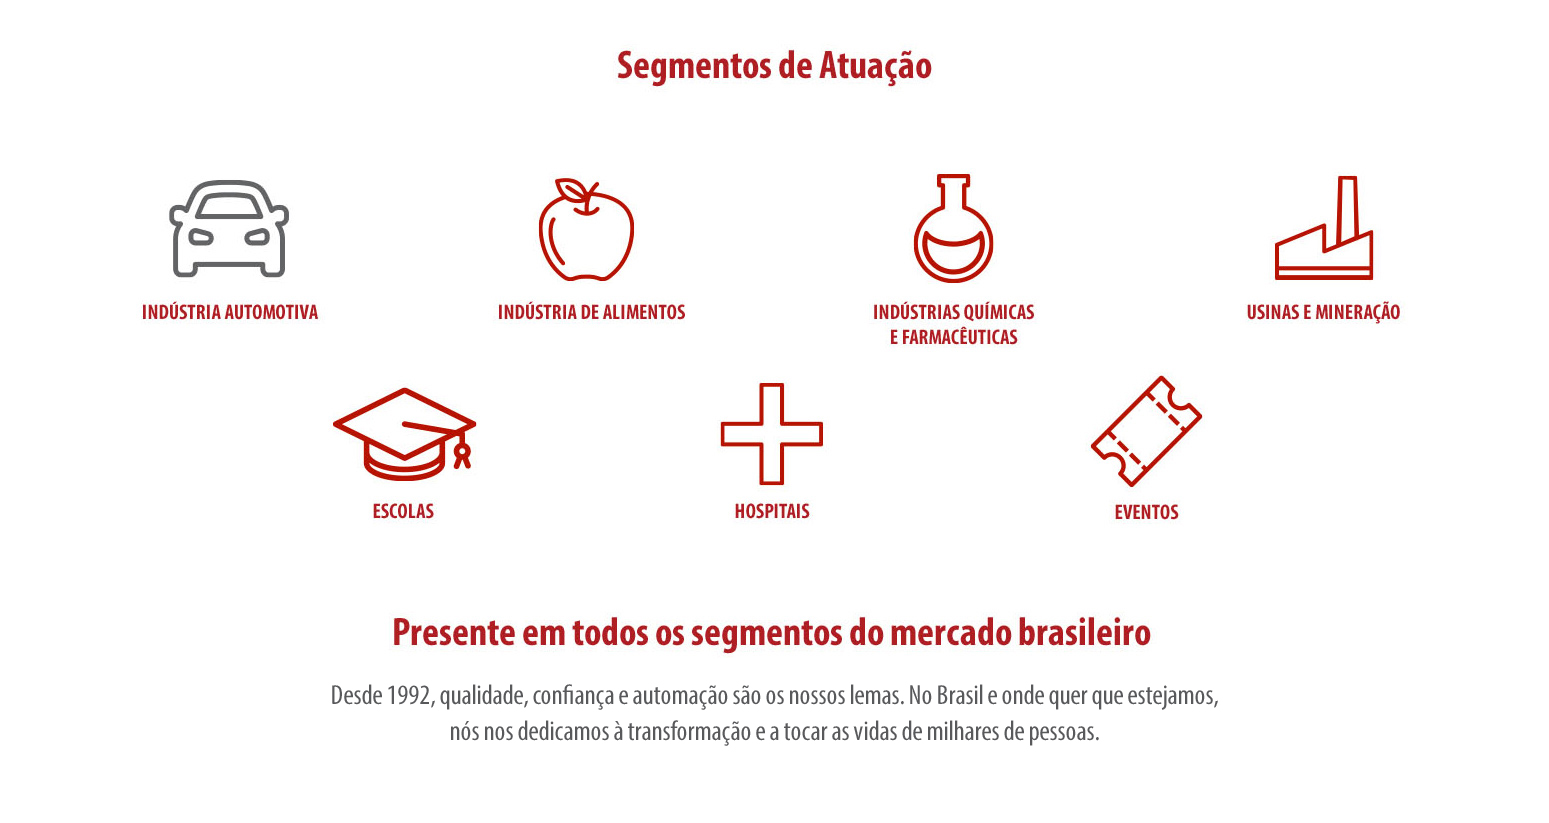 Segmentos de Atuação
INDÚSTRIA AUTOMOTIVA
INDÚSTRIA DE ALIMENTOS
INDÚSTRIAS QUÍMICAS
E FARMACÊUTICAS
USINAS E MINERAÇÃO
ESCOLAS
HOSPITAIS
EVENTOS
Presente em todos os segmentos do mercado brasileiro
Desde 1992, qualidade, confiança e automação são os nossos lemas. No Brasil e onde quer que estejamos,
nós nos dedicamos à transformação e a tocar as vidas de milhares de pessoas.